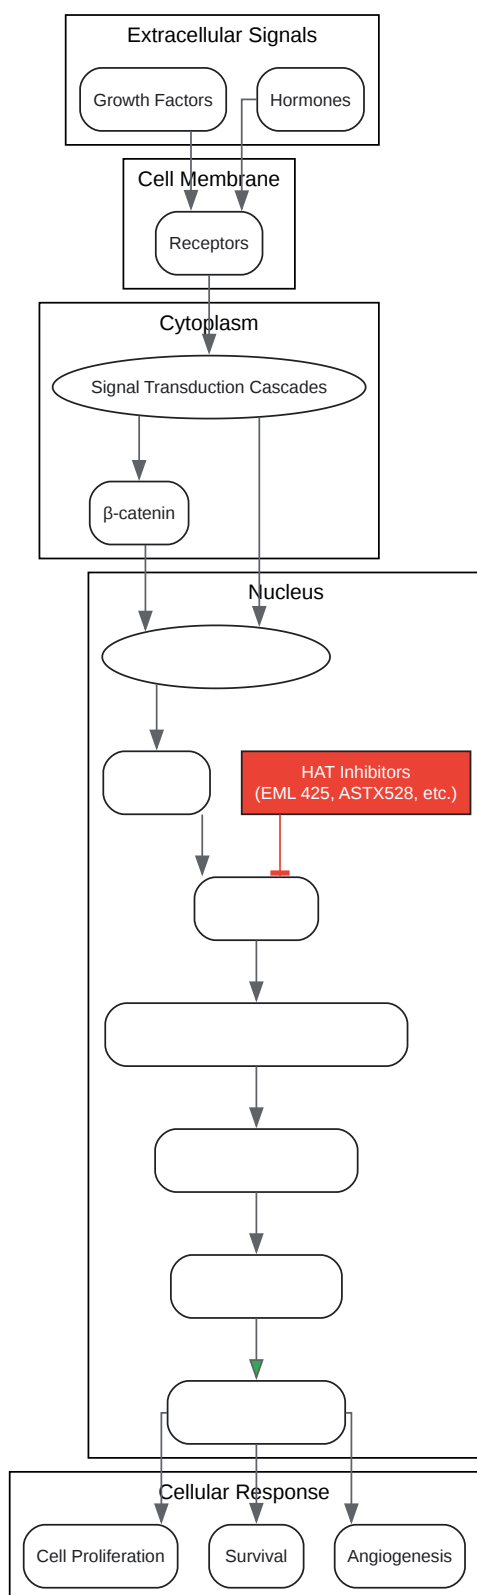 Extracellular Signals
Growth Factors
Hormones
Cell Membrane
Receptors
Cytoplasm
Signal Transduction Cascades
β-catenin
Nucleus
HAT Inhibitors
(EML 425, ASTX528, etc.)
Cellular Response
Cell Proliferation
Survival
Angiogenesis